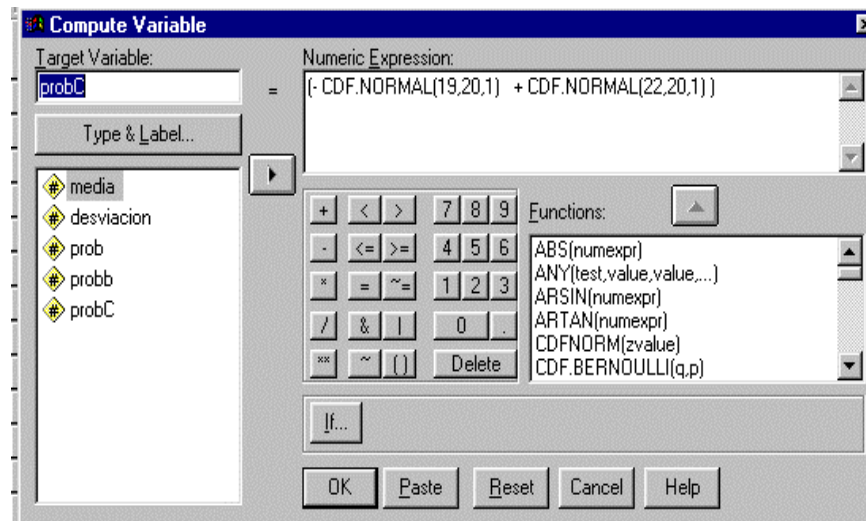 Compute Variable
Target Variable:
probC
=
Numeric Expression:
(- CDF.NORMAL(19,20,1) + CDF.NORMAL(22,20,1) )
Type & Label...
media
desviacion
prob
probb
probC
+ < > 7 8 9
- <= >= 4 5 6
* = ~= 1 2 3
/ & | 0 .
** ~ () Delete
Functions:
ABS(numexpr)
ANY(test,value,value,...)
ARSIN(numexpr)
ARTAN(numexpr)
CDFNORM(zvalue)
CDF.BERNOULLI(q,p)
If...
OK Paste Reset Cancel Help